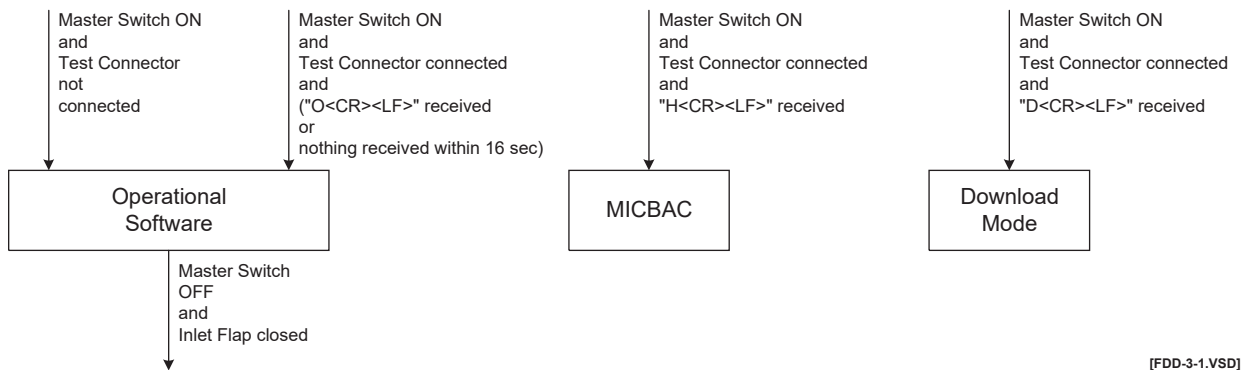 Master Switch ON
and
Test Connector
not
connected
Master Switch ON
and
Test Connector connected
and
("O<CR><LF>" received
or
nothing received within 16 sec)
Master Switch ON
and
Test Connector connected
and
"H<CR><LF>" received
Master Switch ON
and
Test Connector connected
and
"D<CR><LF>" received
Operational
Software
MICBAC
Download
Mode
Master Switch
OFF
and
Inlet Flap closed
[FDD-3-1.VSD]